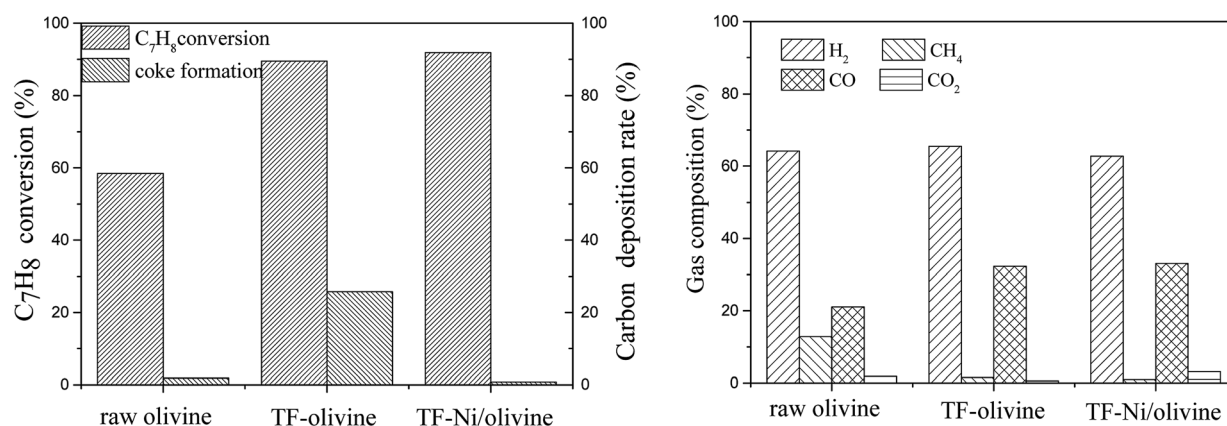 100
80
60
40
20
0
C₇H₈ conversion (%)
C₇H₈conversion
coke formation
raw olivine
TF-olivine
TF-Ni/olivine
100
80
60
40
20
0
Carbon deposition rate (%)
100
80
60
40
20
0
Gas composition (%)
H₂ CH₄
CO CO₂
raw olivine
TF-olivine
TF-Ni/olivine